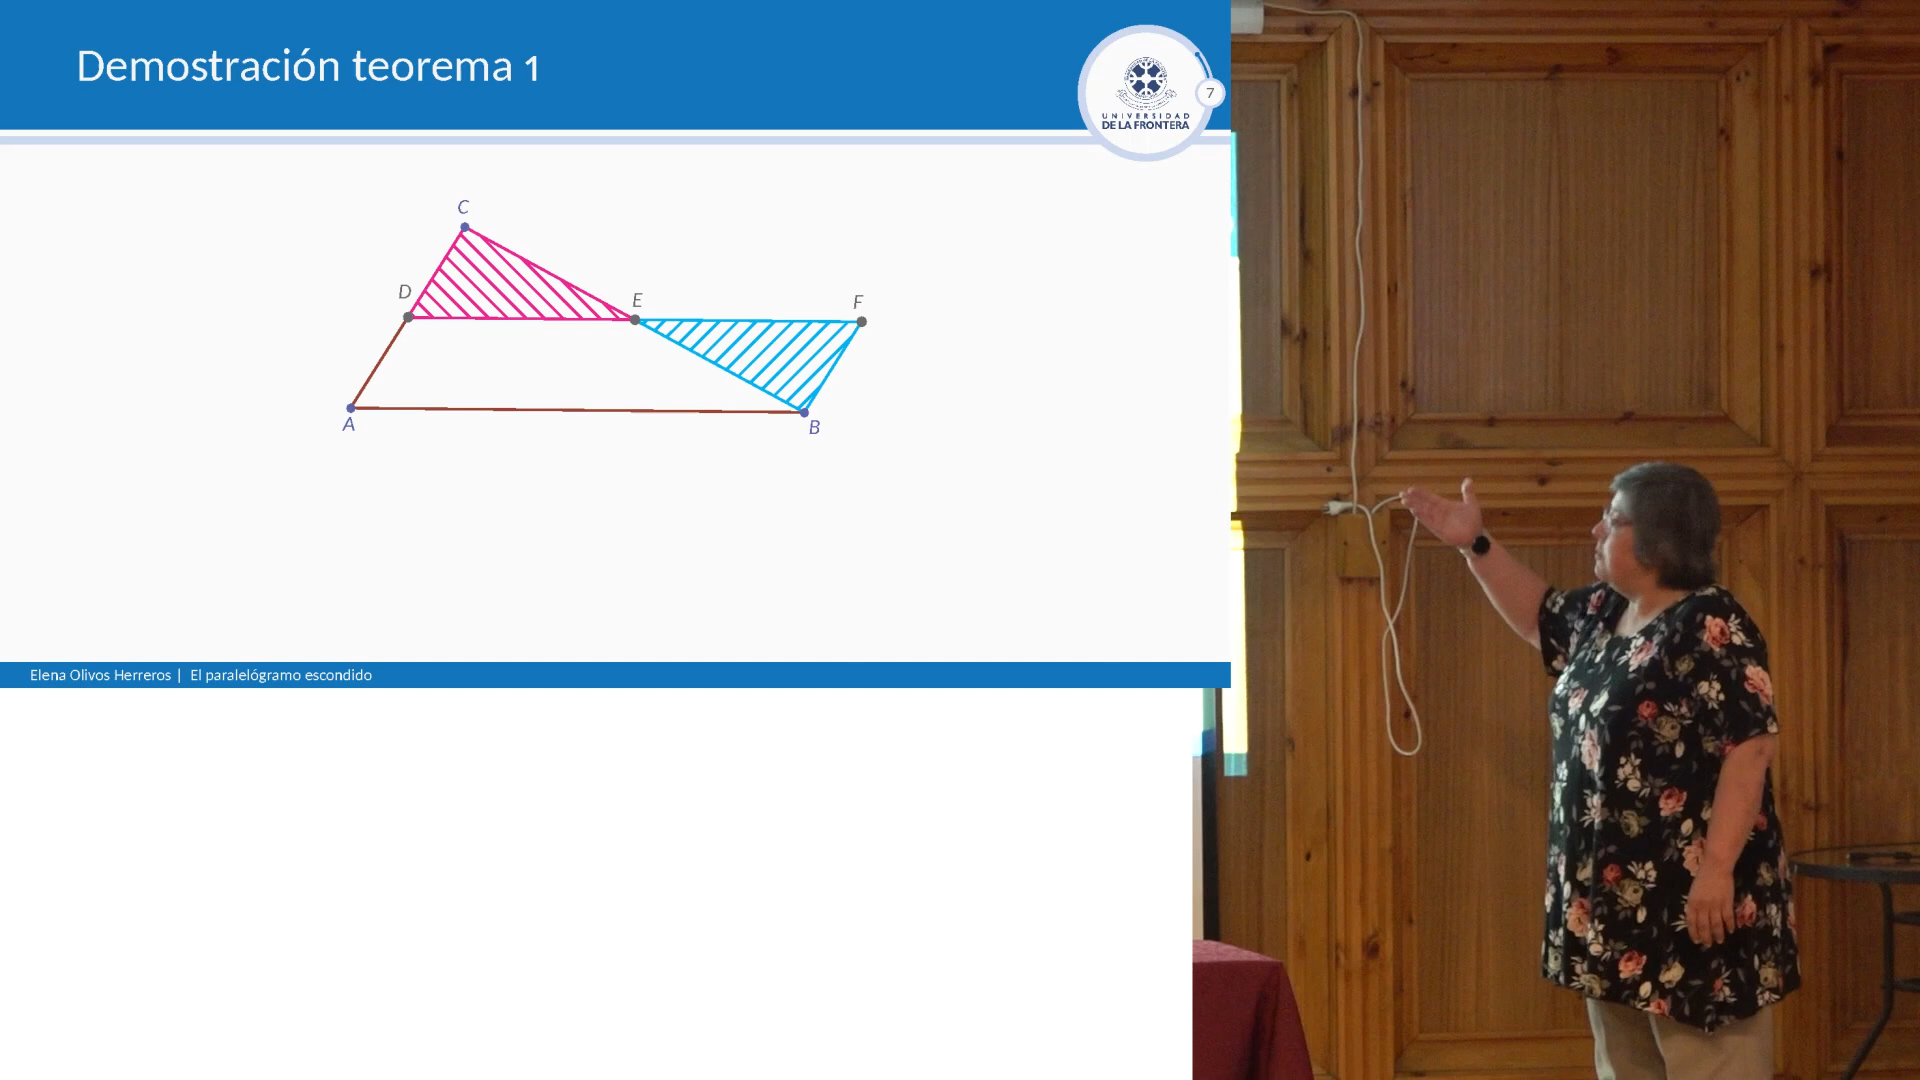 Demostración teorema 1
7
UNIVERSIDAD
DE LA FRONTERA
C
D
E
F
A
B
Elena Olivos Herreros | El paralelógramo escondido